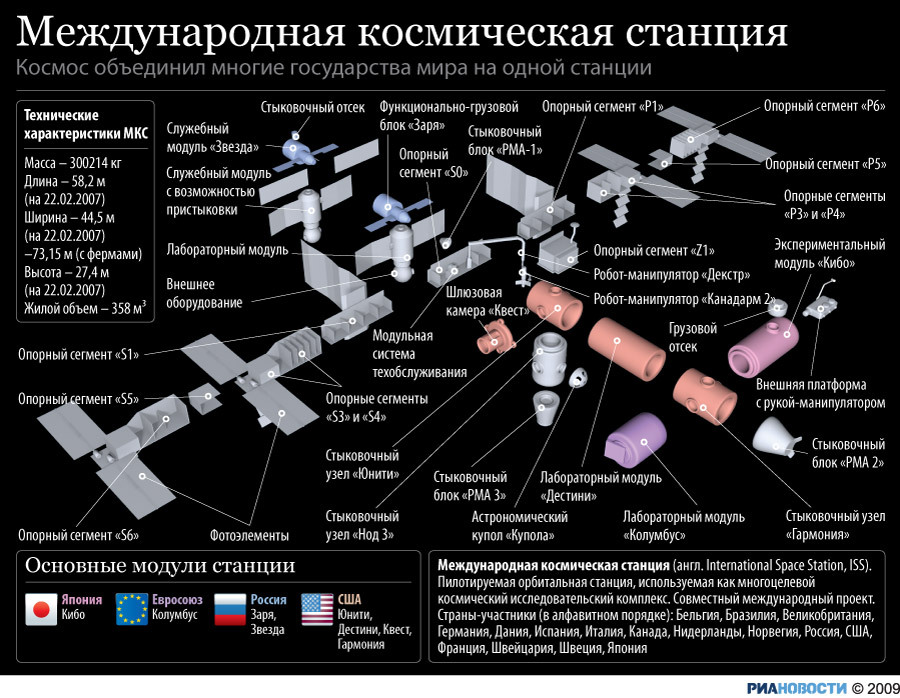 Международная космическая станция
Космос объединил многие государства мира на одной станции
Технические
характеристики МКС
Масса – 300214 кг
Длина – 58,2 м
(на 22.02.2007)
Ширина – 44,5 м
(на 22.02.2007)
–73,15 м (с фермами)
Высота – 27,4 м
(на 22.02.2007)
Жилой объем – 358 м³
Стыковочный отсек
Служебный
модуль «Звезда»
Служебный модуль
с возможностью
пристыковки
Лабораторный модуль
Внешнее
оборудование
Функционально-грузовой
блок «Заря»
Опорный
сегмент «S0»
Стыковочный
блок «РМА-1»
Опорный сегмент «P1»
Опорный сегмент «P6»
Опорный сегмент «P5»
Опорные сегменты
«P3» и «P4»
Опорный сегмент «Z1»
Робот-манипулятор «Декстр»
Робот-манипулятор «Канадарм 2»
Экспериментальный
модуль «Кибо»
Шлюзовая
камера «Квест»
Грузовой
отсек
Модульная
система
техобслуживания
Внешняя платформа
с рукой-манипулятором
Опорный сегмент «S1»
Опорный сегмент «S5»
Опорные сегменты
«S3» и «S4»
Стыковочный
узел «Юнити»
Стыковочный
блок «РМА 3»
Лабораторный модуль
«Дестини»
Стыковочный
блок «РМА 2»
Опорный сегмент «S6»
Фотоэлементы
Стыковочный
узел «Нод 3»
Астрономический
купол «Купола»
Лабораторный модуль
«Колумбус»
Стыковочный узел
«Гармония»
Основные модули станции
Япония
Кибо
Евросоюз
Колумбус
Россия
Заря,
Звезда
США
Юнити,
Дестини, Квест,
Гармония
Международная космическая станция (англ. International Space Station, ISS).
Пилотируемая орбитальная станция, используемая как многоцелевой
космический исследовательский комплекс. Совместный международный проект.
Страны-участники (в алфавитном порядке): Бельгия, Бразилия, Великобритания,
Германия, Дания, Испания, Италия, Канада, Нидерланды, Норвегия, Россия, США,
Франция, Швейцария, Швеция, Япония
РИАНОВОСТИ © 2009